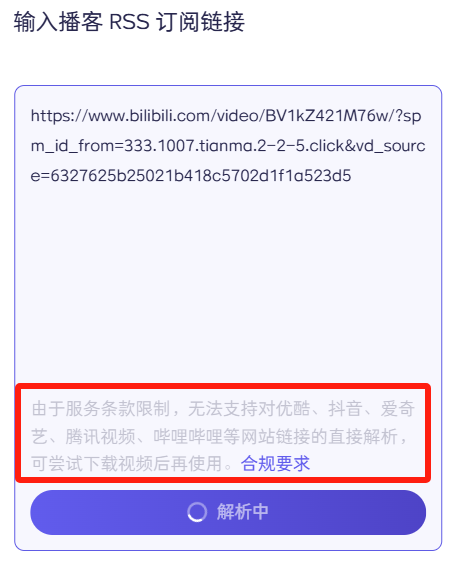 输入播客 RSS 订阅链接
https://www.bilibili.com/video/BV1kZ421M76w/?sp
m_id_from=333.1007.tianma.2-2-5.click&vd_sourc
e=6327625b25021b418c5702d1f1a523d5
由于服务条款限制，无法支持对优酷、抖音、爱奇
艺、腾讯视频、哔哩哔哩等网站链接的直接解析，
可尝试下载视频后再使用。合规要求
解析中